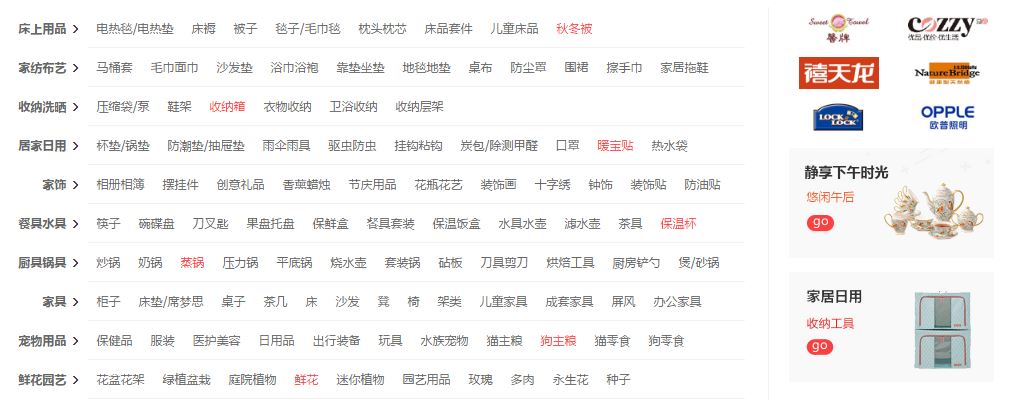 床上用品 > 电热毯/电热垫 床褥 被子 毯子/毛巾毯 枕头枕芯 床品套件 儿童床品 秋冬被
家纺布艺 > 马桶套 毛巾面巾 沙发垫 浴巾浴袍 靠垫坐垫 地毯地垫 桌布 防尘罩 围裙 擦手巾 家居拖鞋
收纳洗晒 > 压缩袋/泵 鞋架 收纳箱 衣物收纳 卫浴收纳 收纳层架
居家日用 > 杯垫/锅垫 防潮垫/抽屉垫 雨伞雨具 驱虫防虫 挂钩粘钩 炭包/除测甲醛 口罩 暖宝贴 热水袋
家饰 > 相册相簿 摆挂件 创意礼品 香薰蜡烛 节庆用品 花瓶花艺 装饰画 十字绣 钟饰 装饰贴 防油贴
餐具水具 > 筷子 碗碟盘 刀叉匙 果盘托盘 保鲜盒 餐具套装 保温饭盒 水具水壶 滤水壶 茶具 保温杯
厨具锅具 > 炒锅 奶锅 蒸锅 压力锅 平底锅 烧水壶 套装锅 砧板 刀具剪刀 烘焙工具 厨房铲勺 煲/砂锅
家具 > 柜子 床垫/席梦思 桌子 茶几 床 沙发 凳 椅 架类 儿童家具 成套家具 屏风 办公家具
宠物用品 > 保健品 服装 医护美容 日用品 出行装备 玩具 水族宠物 猫主粮 狗主粮 猫零食 狗零食
鲜花园艺 > 花盆花架 绿植盆栽 庭院植物 鲜花 迷你植物 园艺用品 玫瑰 多肉 永生花 种子
Sweet Towel
馨牌
cozzy
优品·优价·优生活
禧天龙
NatureBridge
LOCK&LOCK
OPPLE
欧普照明
静享下午时光
悠闲午后
go
家居日用
收纳工具
go